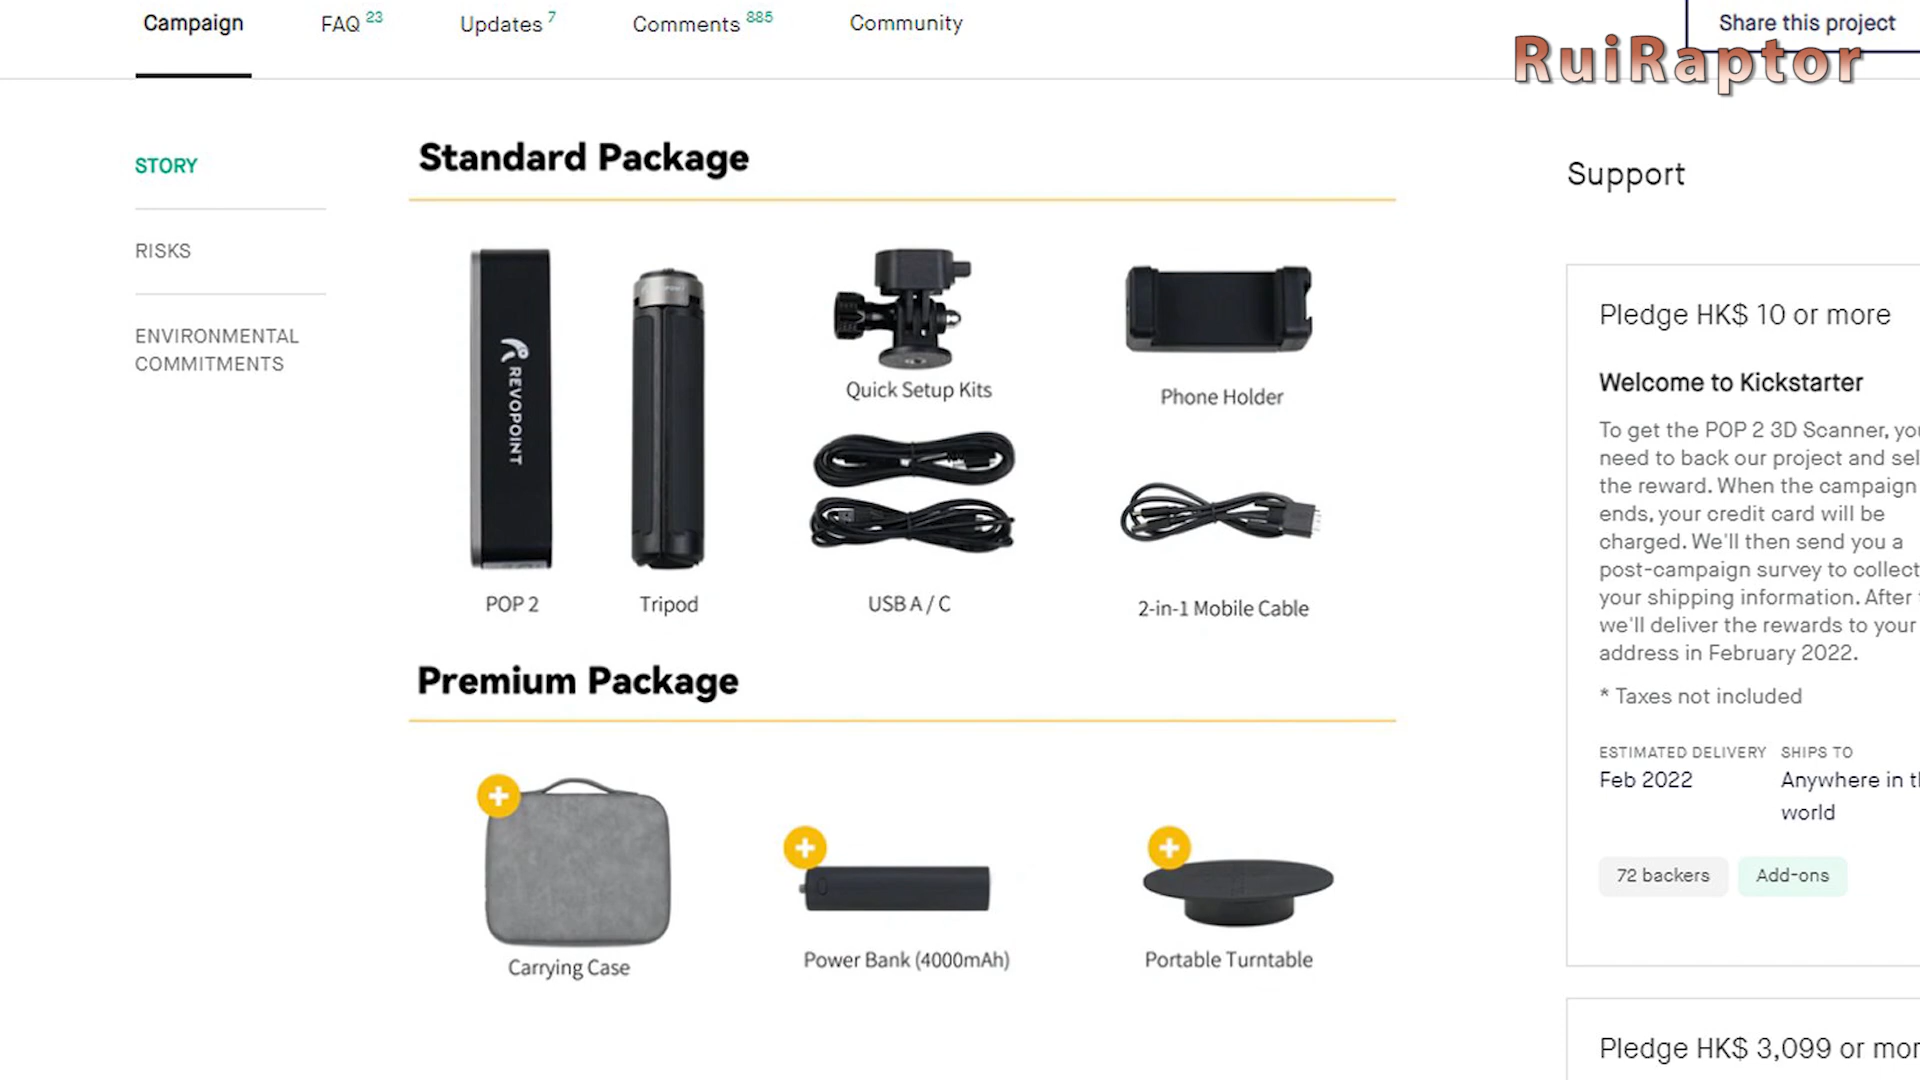 Campaign
FAQ 23
Updates 7
Comments 885
Community
Share this project
RuiRaptor
STORY
RISKS
ENVIRONMENTAL
COMMITMENTS
Standard Package
REVOPOINT
POP 2
Tripod
Quick Setup Kits
Phone Holder
USB A / C
2-in-1 Mobile Cable
Premium Package
Carrying Case
Power Bank (4000mAh)
Portable Turntable
Support
Pledge HK$ 10 or more
Welcome to Kickstarter
To get the POP 2 3D Scanner, you
need to back our project and sel
the reward. When the campaign
ends, your credit card will be
charged. We'll then send you a
post-campaign survey to collect
your shipping information. After
we'll deliver the rewards to your
address in February 2022.
* Taxes not included
ESTIMATED DELIVERY
Feb 2022
SHIPS TO
Anywhere in th
world
72 backers
Add-ons
Pledge HK$ 3,099 or mor